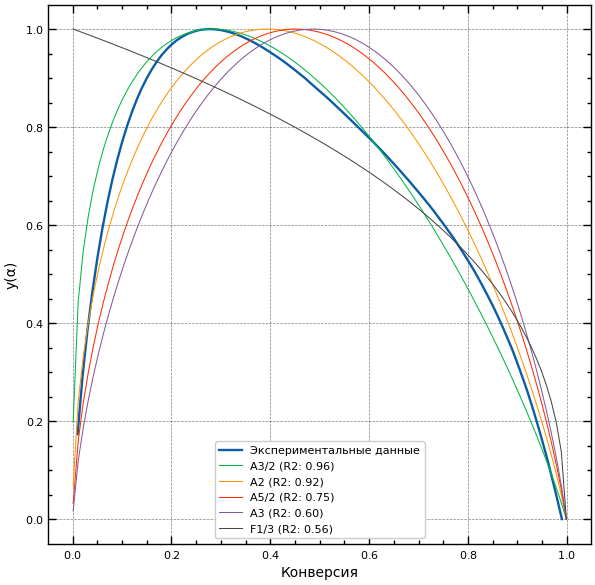 1.0
0.8
0.6
0.4
0.2
0.0
y(α)
Экспериментальные данные
A3/2 (R2: 0.96)
A2 (R2: 0.92)
A5/2 (R2: 0.75)
A3 (R2: 0.60)
F1/3 (R2: 0.56)
0.0 0.2 0.4 0.6 0.8 1.0
Конверсия